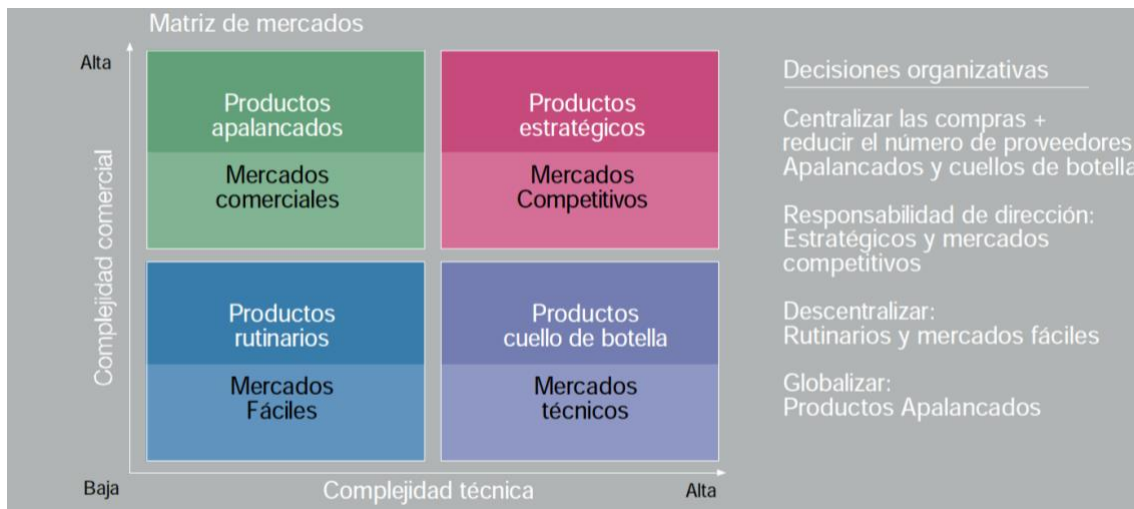 Matriz de mercados
Alta
Complejidad comercial
Productos
apalancados
Mercados
comerciales
Productos
estratégicos
Mercados
Competitivos
Productos
rutinarios
Mercados
Fáciles
Productos
cuello de botella
Mercados
técnicos
Baja
Complejidad técnica
Alta
Decisiones organizativas
Centralizar las compras +
reducir el número de proveedores
Apalancados y cuellos de botella
Responsabilidad de dirección:
Estratégicos y mercados
competitivos
Descentralizar:
Rutinarios y mercados fáciles
Globalizar:
Productos Apalancados